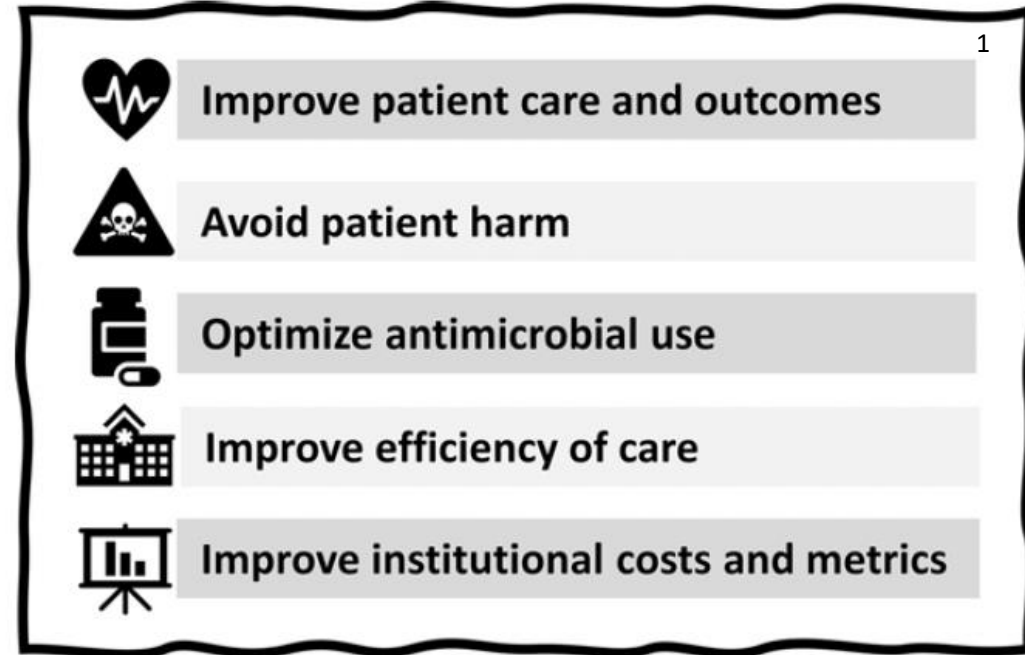 1
Improve patient care and outcomes
Avoid patient harm
Optimize antimicrobial use
Improve efficiency of care
Improve institutional costs and metrics